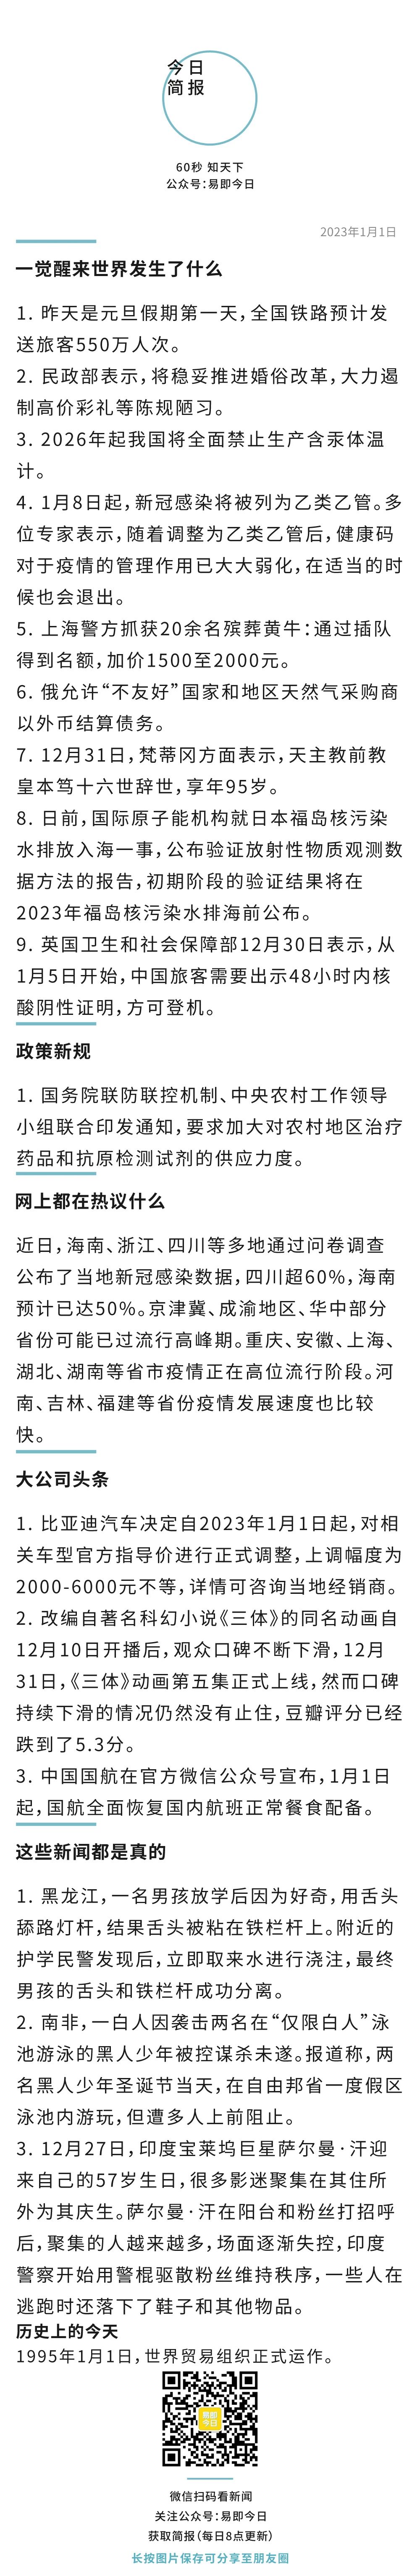 今日
简报
60秒 知天下
公众号：易即今日
2023年1月1日
一觉醒来世界发生了什么
1. 昨天是元旦假期第一天，全国铁路预计发
送旅客550万人次。
2. 民政部表示，将稳妥推进婚俗改革，大力遏
制高价彩礼等陈规陋习。
3. 2026年起我国将全面禁止生产含汞体温
计。
4. 1月8日起，新冠感染将被列为乙类乙管。多
位专家表示，随着调整为乙类乙管后，健康码
对于疫情的管理作用已大大弱化，在适当的时
候也会退出。
5. 上海警方抓获20余名殡葬黄牛：通过插队
得到名额，加价1500至2000元。
6. 俄允许“不友好”国家和地区天然气采购商
以外币结算债务。
7. 12月31日，梵蒂冈方面表示，天主教前教
皇本笃十六世辞世，享年95岁。
8. 日前，国际原子能机构就日本福岛核污染
水排放入海一事，公布验证放射性物质观测数
据方法的报告，初期阶段的验证结果将在
2023年福岛核污染水排海前公布。
9. 英国卫生和社会保障部12月30日表示，从
1月5日开始，中国旅客需要出示48小时内核
酸阴性证明，方可登机。
政策新规
1. 国务院联防联控机制、中央农村工作领导
小组联合印发通知，要求加大对农村地区治疗
药品和抗原检测试剂的供应力度。
网上都在热议什么
近日，海南、浙江、四川等多地通过问卷调查
公布了当地新冠感染数据，四川超60%，海南
预计已达50%。京津冀、成渝地区、华中部分
省份可能已过流行高峰期。重庆、安徽、上海、
湖北、湖南等省市疫情正在高位流行阶段。河
南、吉林、福建等省份疫情发展速度也比较
快。
大公司头条
1. 比亚迪汽车决定自2023年1月1日起，对相
关车型官方指导价进行正式调整，上调幅度为
2000-6000元不等，详情可咨询当地经销商。
2. 改编自著名科幻小说《三体》的同名动画自
12月10日开播后，观众口碑不断下滑，12月
31日，《三体》动画第五集正式上线，然而口碑
持续下滑的情况仍然没有止住，豆瓣评分已经
跌到了5.3分。
3. 中国国航在官方微信公众号宣布，1月1日
起，国航全面恢复国内航班正常餐食配备。
这些新闻都是真的
1. 黑龙江，一名男孩放学后因为好奇，用舌头
舔路灯杆，结果舌头被粘在铁栏杆上。附近的
护学民警发现后，立即取来水进行浇注，最终
男孩的舌头和铁栏杆成功分离。
2. 南非，一白人因袭击两名在“仅限白人”泳
池游泳的黑人少年被控谋杀未遂。报道称，两
名黑人少年圣诞节当天，在自由邦省一度假区
泳池内游玩，但遭多人上前阻止。
3. 12月27日，印度宝莱坞巨星萨尔曼·汗迎
来自己的57岁生日，很多影迷聚集在其住所
外为其庆生。萨尔曼·汗在阳台和粉丝打招呼
后，聚集的人越来越多，场面逐渐失控，印度
警察开始用警棍驱散粉丝维持秩序，一些人在
逃跑时还落下了鞋子和其他物品。
历史上的今天
1995年1月1日，世界贸易组织正式运作。
易即
今日
微信扫码看新闻
关注公众号：易即今日
获取简报（每日8点更新）
长按图片保存可分享至朋友圈